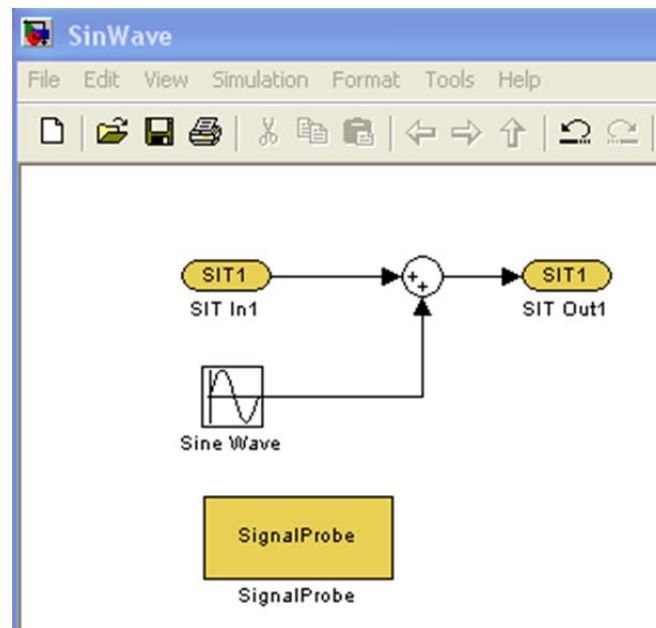 SinWave
File Edit View Simulation Format Tools Help
SIT1 SIT1
SIT In1 SIT Out1
Sine Wave
SignalProbe
SignalProbe